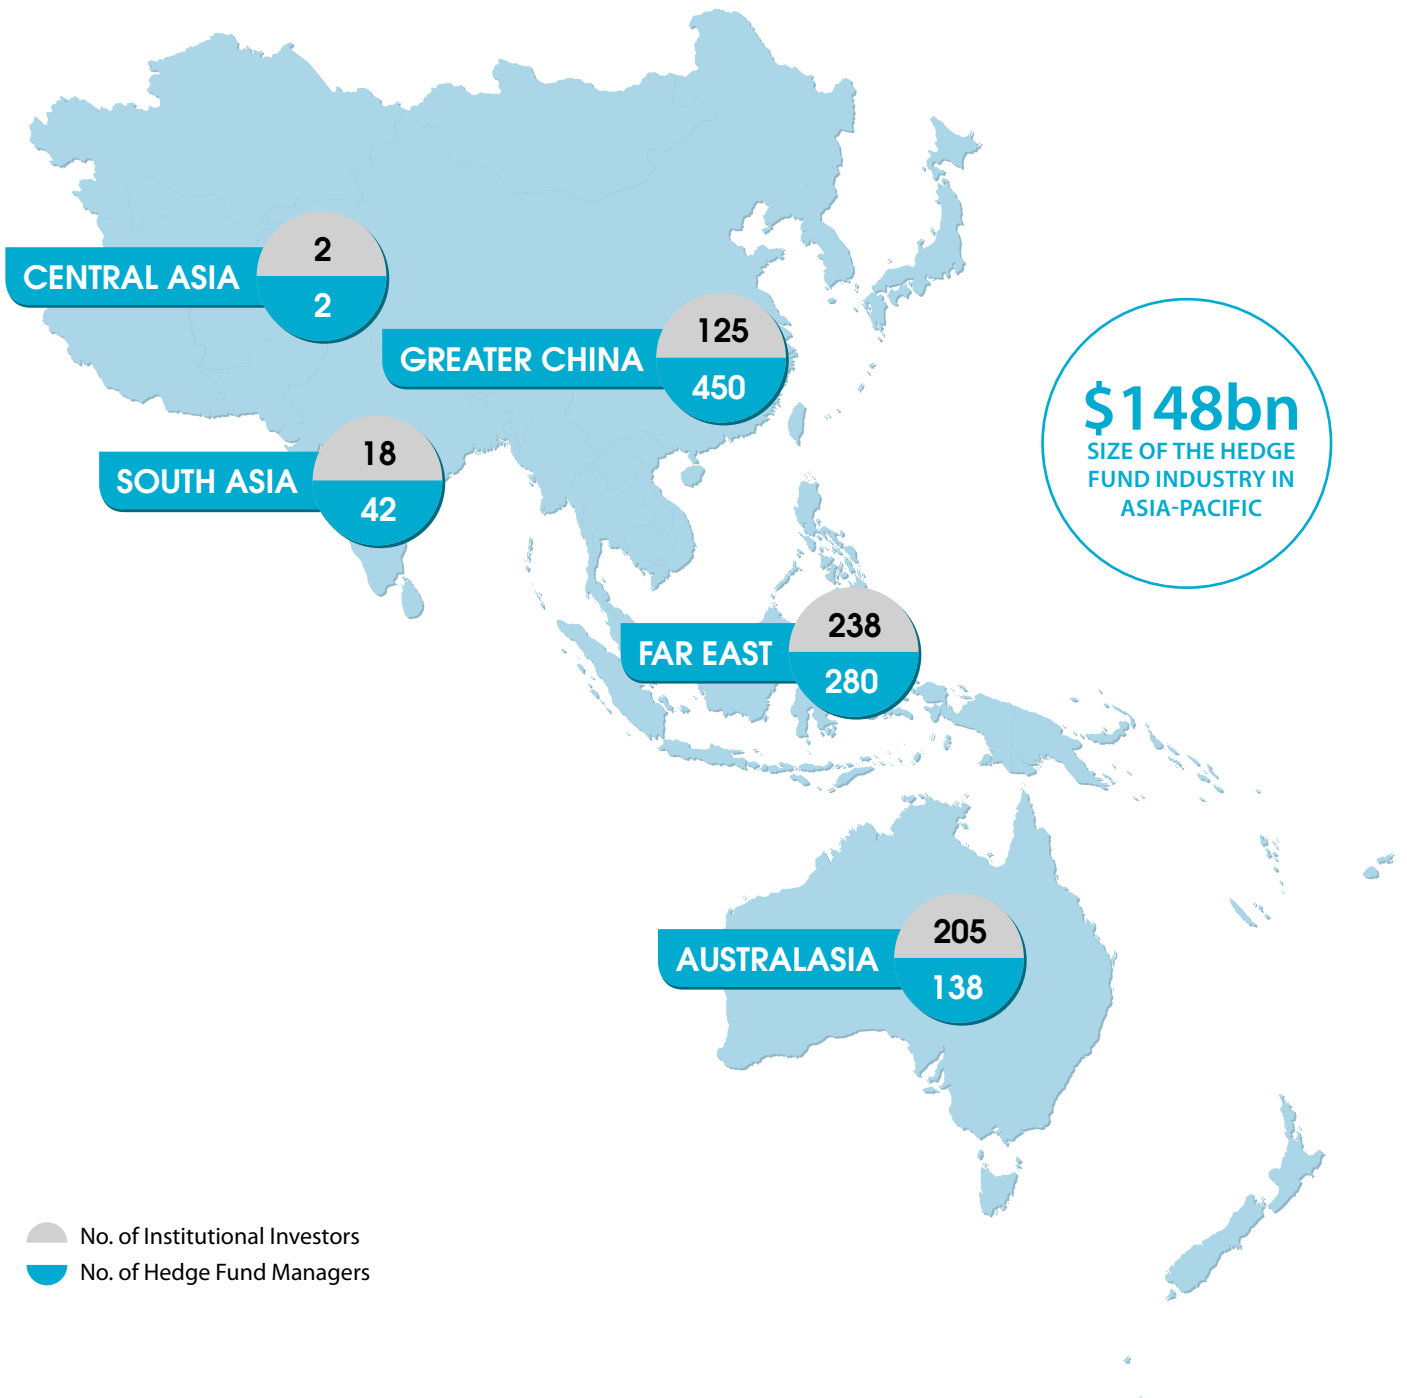 2
CENTRAL ASIA
2
125
GREATER CHINA
450
18
SOUTH ASIA
42
$148bn
SIZE OF THE HEDGE
FUND INDUSTRY IN
ASIA-PACIFIC
238
FAR EAST
280
205
AUSTRALASIA
138
No. of Institutional Investors
No. of Hedge Fund Managers